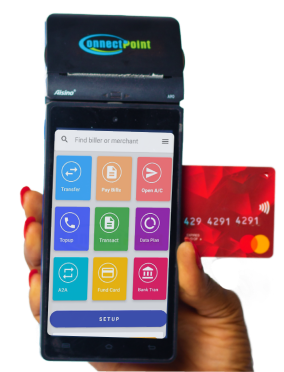 ConnectPoint
Aisino
Find biller or merchant
Transfer
Pay Bills
Open A/C
Topup
Transact
Data Plan
A2A
Fund Card
Bank Trxn
SETUP
429 4291 4291